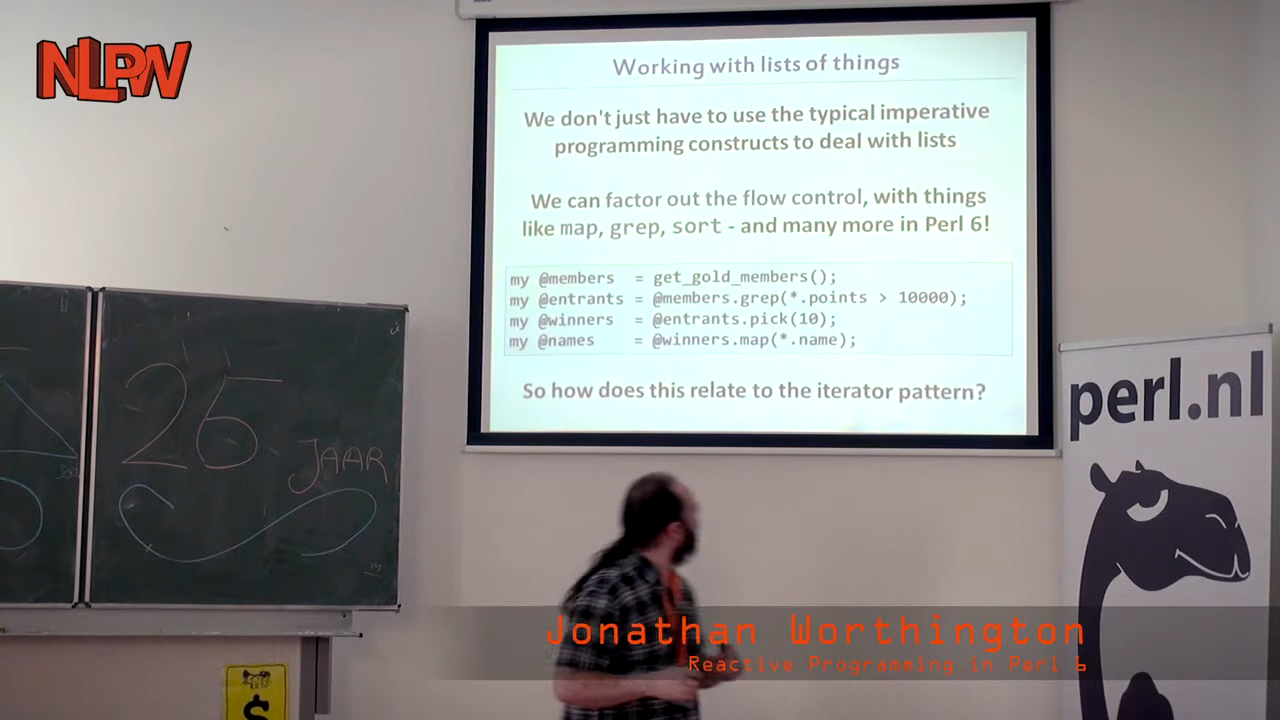 NLPW
Working with lists of things
We don't just have to use the typical imperative
programming constructs to deal with lists
We can factor out the flow control, with things
like map, grep, sort - and many more in Perl 6!
my @members = get_gold_members();
my @entrants = @members.grep(*.points > 10000);
my @winners = @entrants.pick(10);
my @names = @winners.map(*.name);
So how does this relate to the iterator pattern?
25
JAAR
perl.nl
Jonathan Worthington
Reactive Programming in Perl 6
$